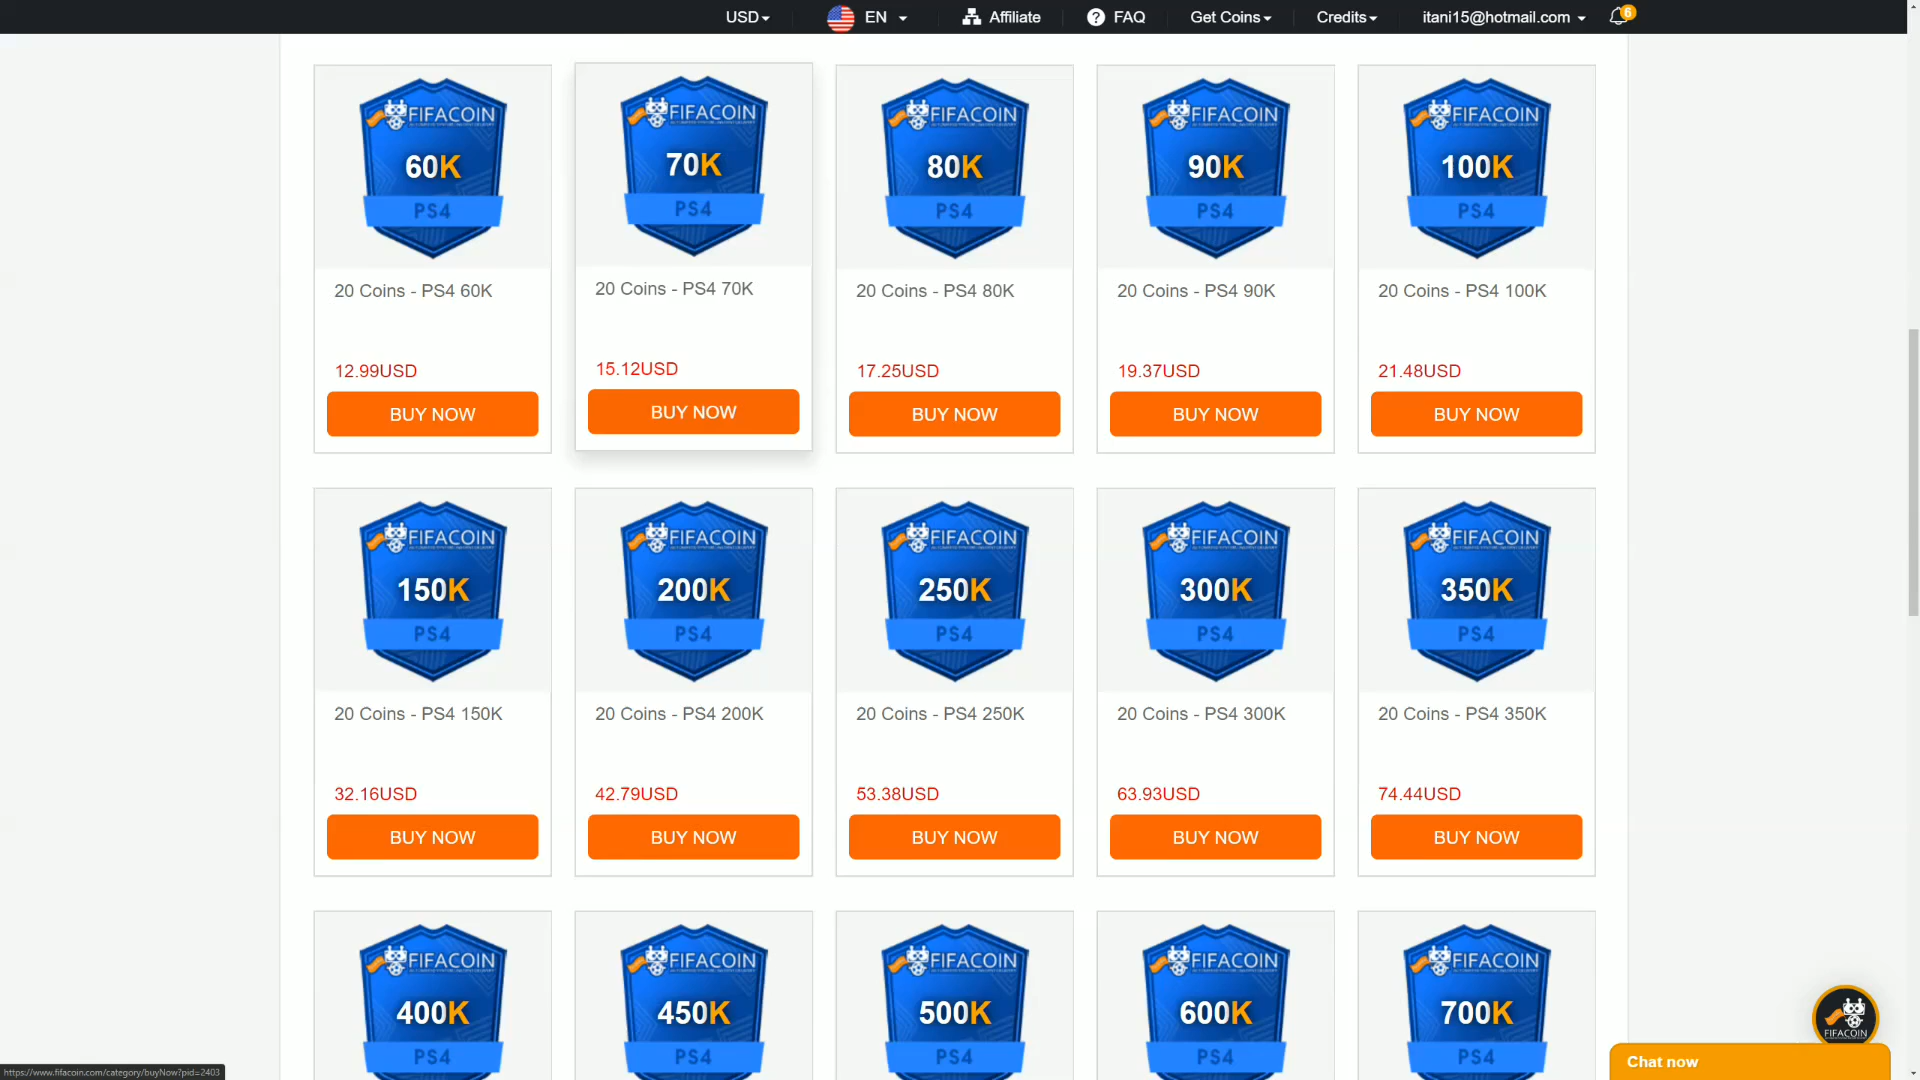 USD EN Affiliate ? FAQ Get Coins Credits itani15@hotmail.com 6
FIFACOIN FIFACOIN FIFACOIN FIFACOIN FIFACOIN
60K 70K 80K 90K 100K
PS4 PS4 PS4 PS4 PS4
20 Coins - PS4 60K 20 Coins - PS4 70K 20 Coins - PS4 80K 20 Coins - PS4 90K 20 Coins - PS4 100K
12.99USD 15.12USD 17.25USD 19.37USD 21.48USD
BUY NOW BUY NOW BUY NOW BUY NOW BUY NOW
FIFACOIN FIFACOIN FIFACOIN FIFACOIN FIFACOIN
150K 200K 250K 300K 350K
PS4 PS4 PS4 PS4 PS4
20 Coins - PS4 150K 20 Coins - PS4 200K 20 Coins - PS4 250K 20 Coins - PS4 300K 20 Coins - PS4 350K
32.16USD 42.79USD 53.38USD 63.93USD 74.44USD
BUY NOW BUY NOW BUY NOW BUY NOW BUY NOW
FIFACOIN FIFACOIN FIFACOIN FIFACOIN FIFACOIN
400K 450K 500K 600K 700K
PS4 PS4 PS4 PS4 PS4
FIFACOIN
Chat now
https://www.fifacoin.com/category/buyNow?pid=2403